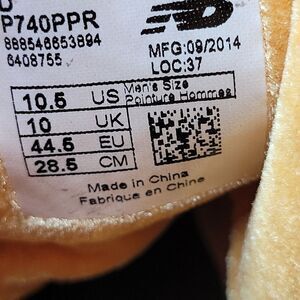 D
P740PPR
888546653894
6408755
MFG:09/2014
LOC:37
10.5 US Men's Size
Pointure Hommes
10 UK
44.5 EU
28.5 CM
Made in China
Fabrique en Chine